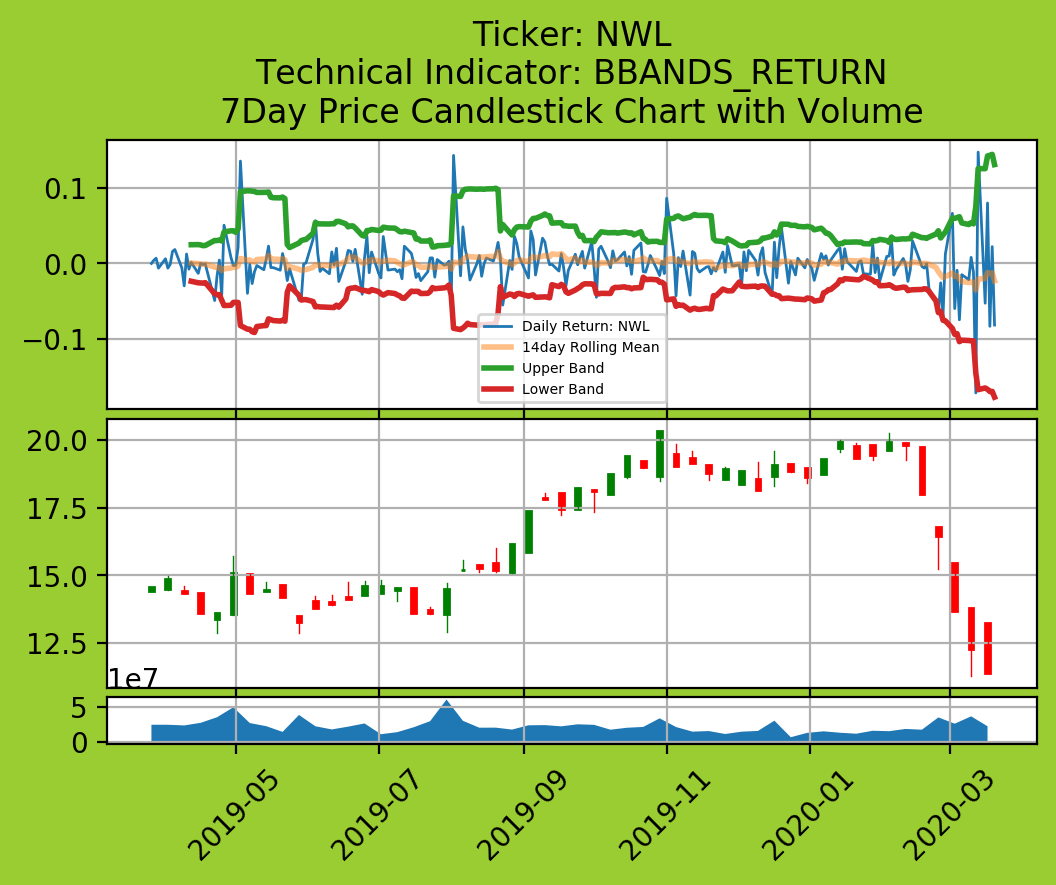 Ticker: NWL
Technical Indicator: BBANDS_RETURN
7Day Price Candlestick Chart with Volume
0.1
0.0
−0.1
Daily Return: NWL
14day Rolling Mean
Upper Band
Lower Band
20.0
17.5
15.0
12.5
1e7
5
0
2019-05
2019-07
2019-09
2019-11
2020-01
2020-03